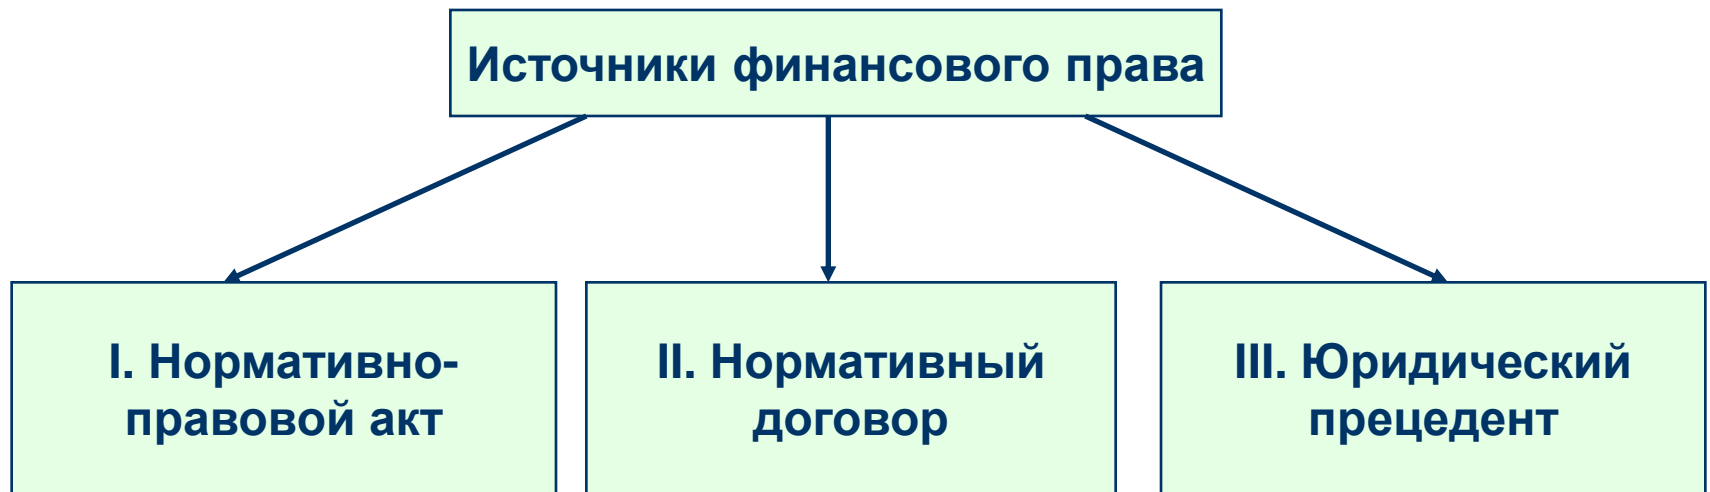 Источники финансового права
I. Нормативно-
правовой акт
II. Нормативный
договор
III. Юридический
прецедент